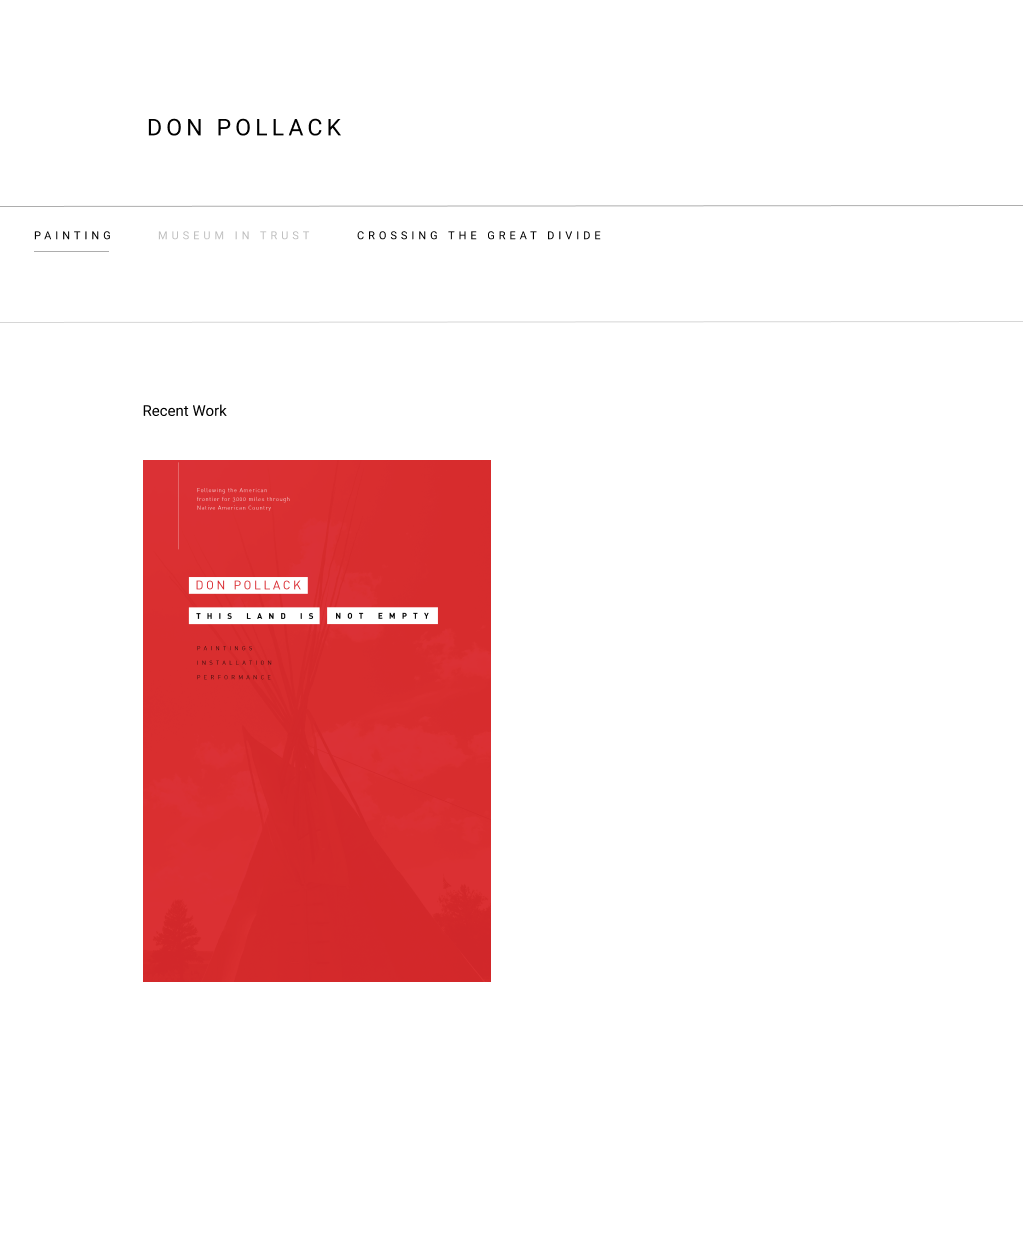 DON POLLACK
PAINTING MUSEUM IN TRUST CROSSING THE GREAT DIVIDE
Recent Work
Following the American
frontier for 3000 miles through
Native American Country
DON POLLACK
THIS LAND IS NOT EMPTY
PAINTINGS
INSTALLATION
PERFORMANCE